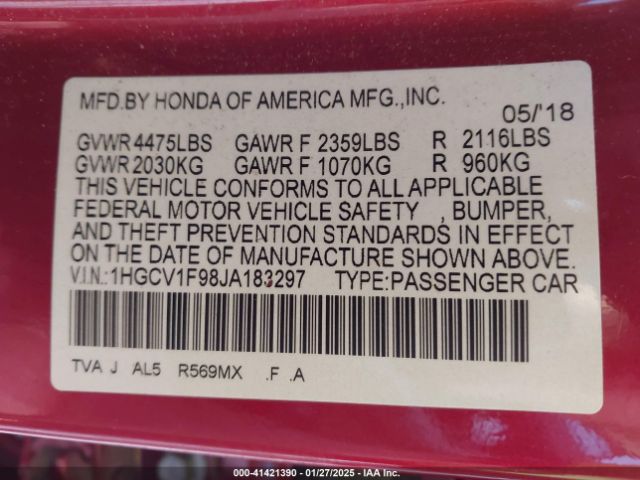 MFD.BY HONDA OF AMERICA MFG.,INC.
05/'18
GVWR 4475LBS GAWR F 2359LBS R 2116LBS
GVWR 2030KG GAWR F 1070KG R 960KG
THIS VEHICLE CONFORMS TO ALL APPLICABLE
FEDERAL MOTOR VEHICLE SAFETY , BUMPER,
AND THEFT PREVENTION STANDARDS IN EFFECT
ON THE DATE OF MANUFACTURE SHOWN ABOVE.
V.I.N.:1HGCV1F98JA183297 TYPE:PASSENGER CAR
TVA J AL5 R569MX .F .A
000-41421390 - 01/27/2025 - IAA Inc.